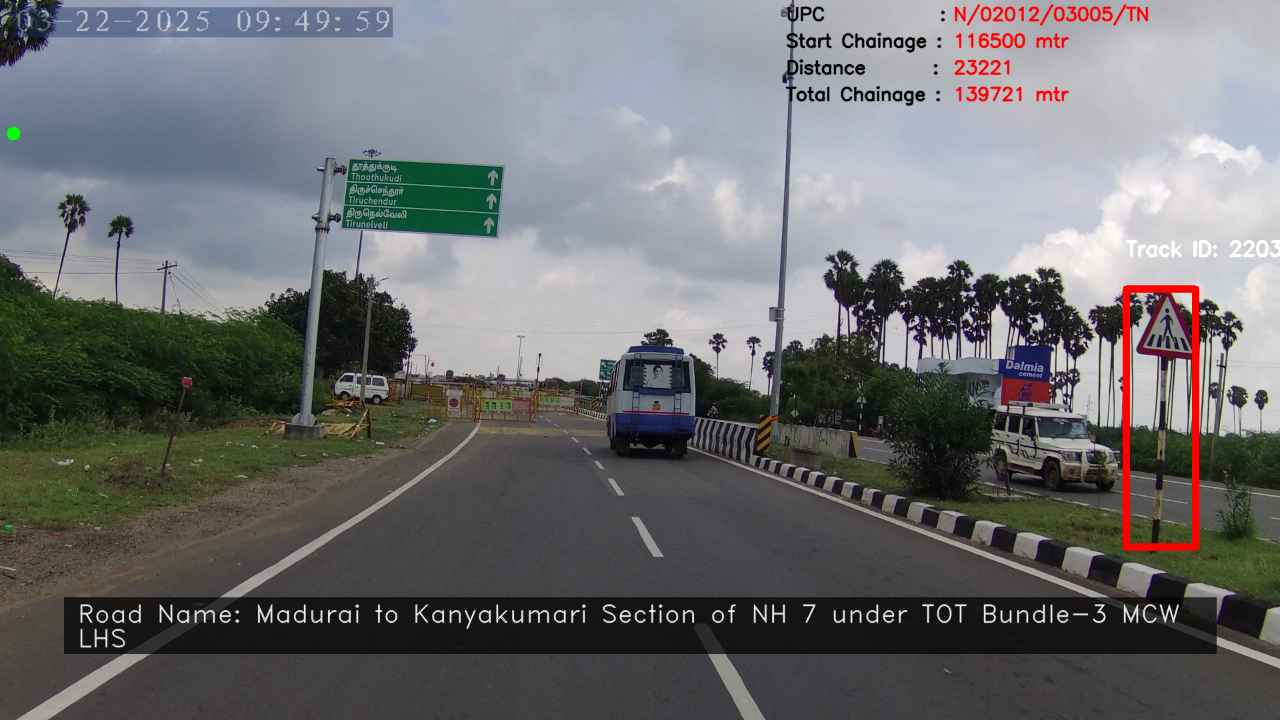 03-22-2025 09:49:59
UPC : N/02012/03005/TN
Start Chainage : 116500 mtr
Distance : 23221
Total Chainage : 139721 mtr
தூத்துக்குடி
Thoothukudi
திருச்செந்தூர்
Tiruchendur
திருநெல்வேலி
Tirunelveli
Track ID: 2203
Dalmia
cement
Road Name: Madurai to Kanyakumari Section of NH 7 under TOT Bundle-3 MCW
LHS